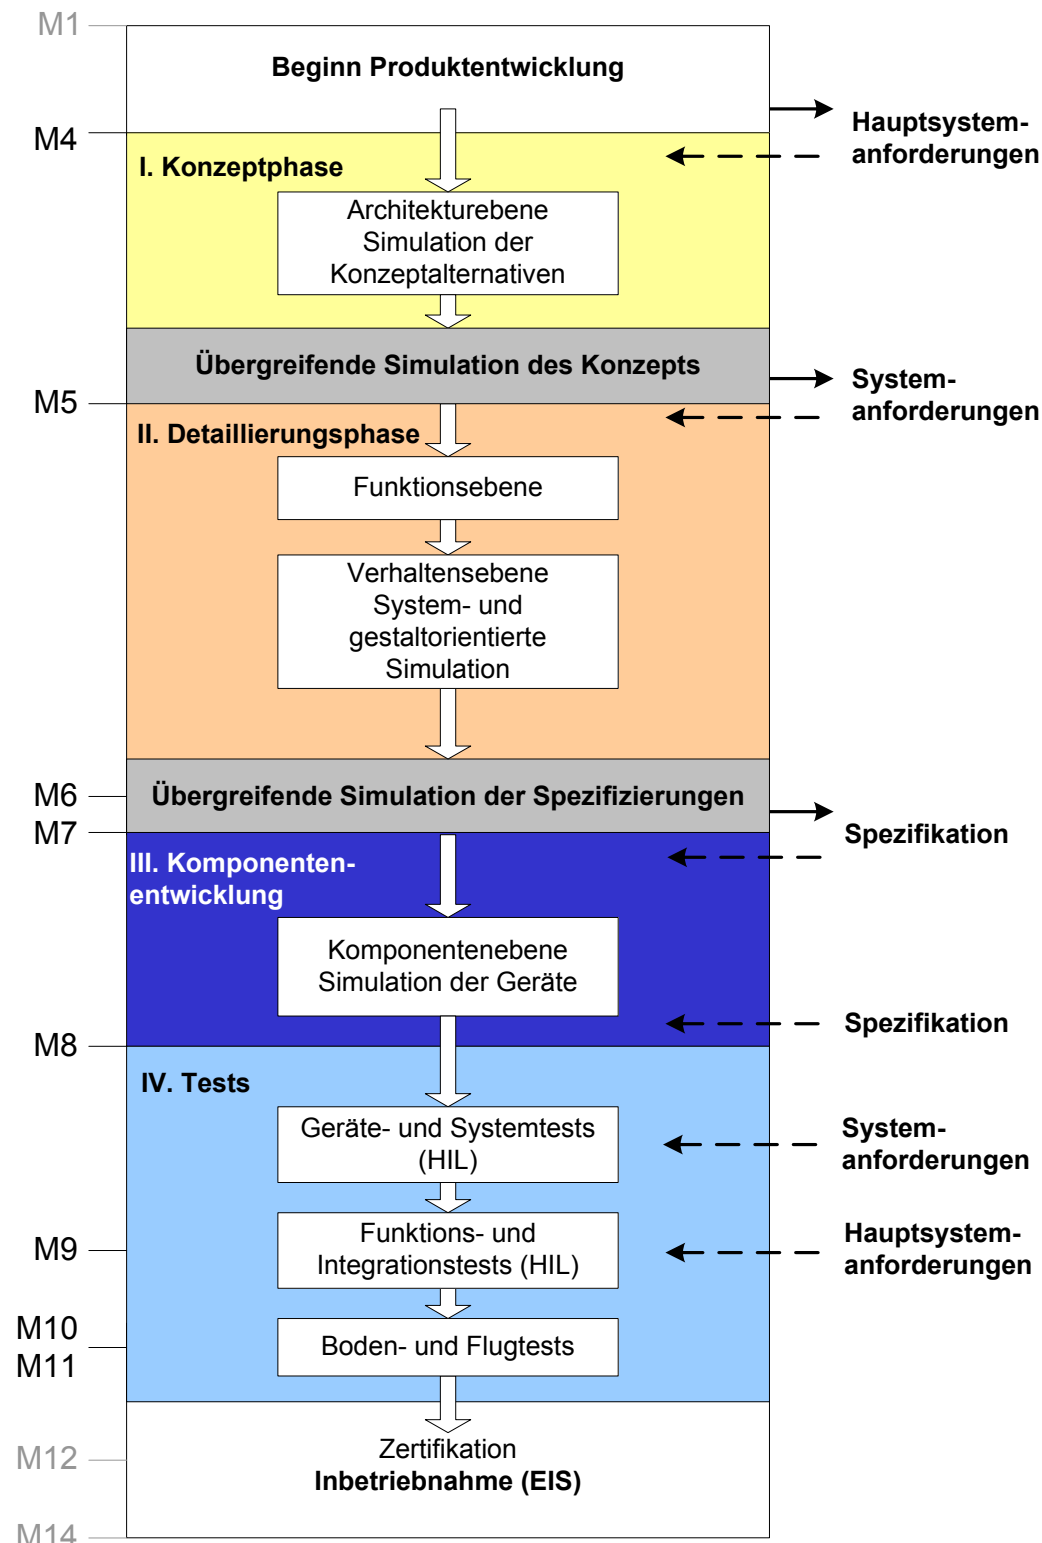 M1
Beginn Produktentwicklung
Hauptsystem-
anforderungen
M4
I. Konzeptphase
Architekturebene
Simulation der
Konzeptalternativen
Übergreifende Simulation des Konzepts
System-
anforderungen
M5
II. Detaillierungsphase
Funktionsebene
Verhaltensebene
System- und
gestaltorientierte
Simulation
M6
Übergreifende Simulation der Spezifizierungen
M7
Spezifikation
III. Komponenten-
entwicklung
Komponentenebene
Simulation der Geräte
Spezifikation
M8
IV. Tests
Geräte- und Systemtests
(HIL)
System-
anforderungen
M9
Funktions- und
Integrationstests (HIL)
Hauptsystem-
anforderungen
M10
M11
Boden- und Flugtests
M12
Zertifikation
Inbetriebnahme (EIS)
M14